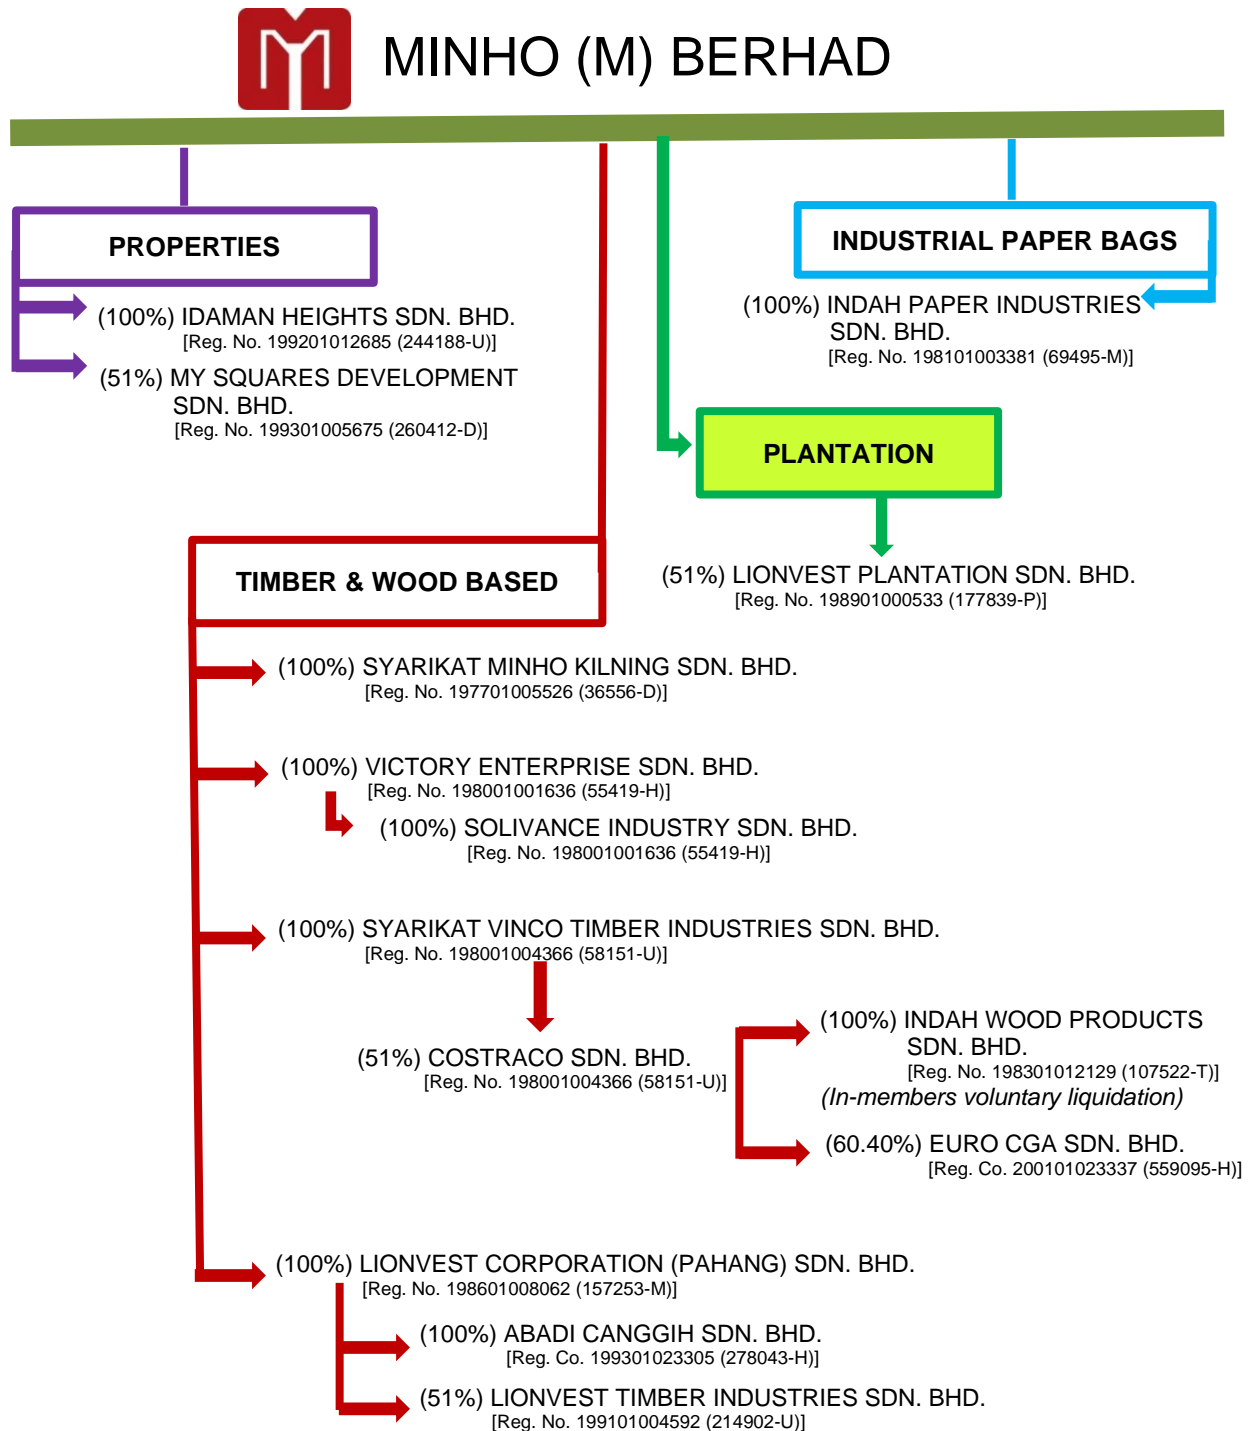 MINHO (M) BERHAD
PROPERTIES
(100%) IDAMAN HEIGHTS SDN. BHD.
[Reg. No. 199201012685 (244188-U)]
(51%) MY SQUARES DEVELOPMENT
SDN. BHD.
[Reg. No. 199301005675 (260412-D)]
INDUSTRIAL PAPER BAGS
(100%) INDAH PAPER INDUSTRIES
SDN. BHD.
[Reg. No. 198101003381 (69495-M)]
PLANTATION
(51%) LIONVEST PLANTATION SDN. BHD.
[Reg. No. 198901000533 (177839-P)]
TIMBER & WOOD BASED
(100%) SYARIKAT MINHO KILNING SDN. BHD.
[Reg. No. 197701005526 (36556-D)]
(100%) VICTORY ENTERPRISE SDN. BHD.
[Reg. No. 198001001636 (55419-H)]
(100%) SOLIVANCE INDUSTRY SDN. BHD.
[Reg. No. 198001001636 (55419-H)]
(100%) SYARIKAT VINCO TIMBER INDUSTRIES SDN. BHD.
[Reg. No. 198001004366 (58151-U)]
(51%) COSTRACO SDN. BHD.
[Reg. No. 198001004366 (58151-U)]
(100%) INDAH WOOD PRODUCTS
SDN. BHD.
[Reg. No. 198301012129 (107522-T)]
(In-members voluntary liquidation)
(60.40%) EURO CGA SDN. BHD.
[Reg. Co. 200101023337 (559095-H)]
(100%) LIONVEST CORPORATION (PAHANG) SDN. BHD.
[Reg. No. 198601008062 (157253-M)]
(100%) ABADI CANGGIH SDN. BHD.
[Reg. Co. 199301023305 (278043-H)]
(51%) LIONVEST TIMBER INDUSTRIES SDN. BHD.
[Reg. No. 199101004592 (214902-U)]